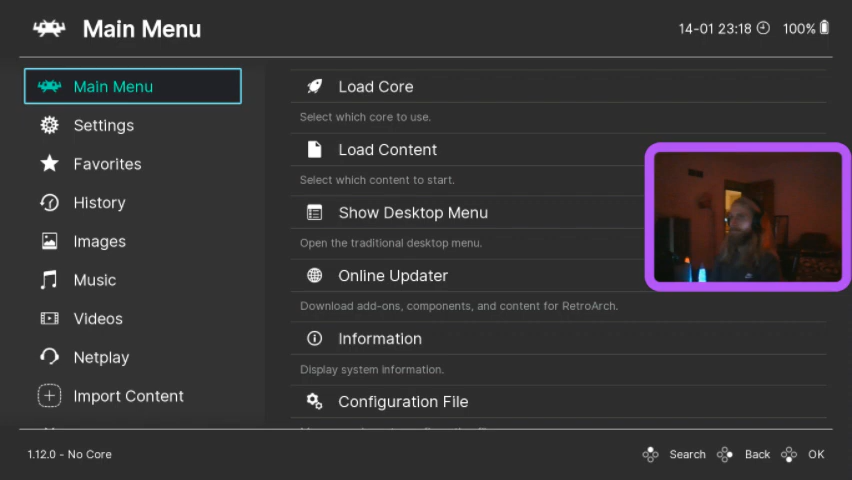 Main Menu
14-01 23:18
100%
Main Menu
Settings
Favorites
History
Images
Music
Videos
Netplay
Import Content
Load Core
Select which core to use.
Load Content
Select which content to start.
Show Desktop Menu
Open the traditional desktop menu.
Online Updater
Download add-ons, components, and content for RetroArch.
Information
Display system information.
Configuration File
1.12.0 - No Core
Search
Back
OK